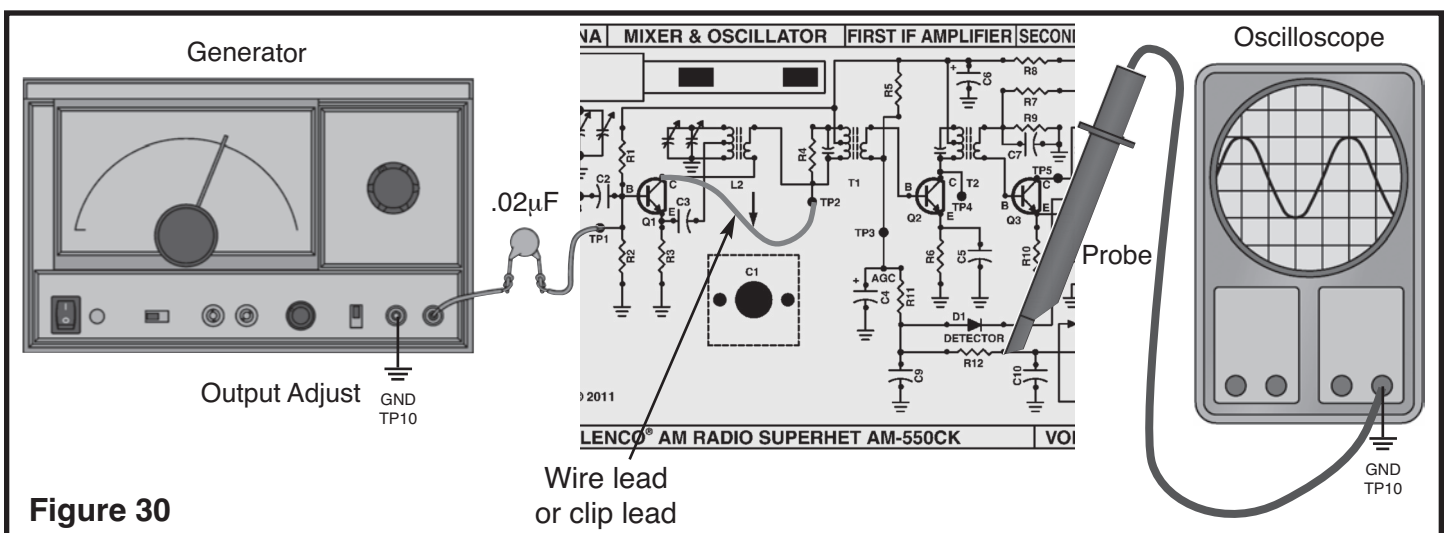 NA
MIXER & OSCILLATOR
FIRST IF AMPLIFIER
SECON
Generator
Oscilloscope
R8
C6
R5
R7
R9
C7
R1
R4
C2
B
C
E
Q1
C3
L2
T1
TP2
B
C
E
Q2
T2
TP4
TP5
B
C
Q3
.02μF
TP1
R2
R3
TP3
R6
C5
R10
Probe
C1
AGC
C4
R11
D1
DETECTOR
R12
C9
C10
Output Adjust
GND
TP10
2011
LENCO® AM RADIO SUPERHET AM-550CK
VO
GND
TP10
Wire lead
or clip lead
Figure 30